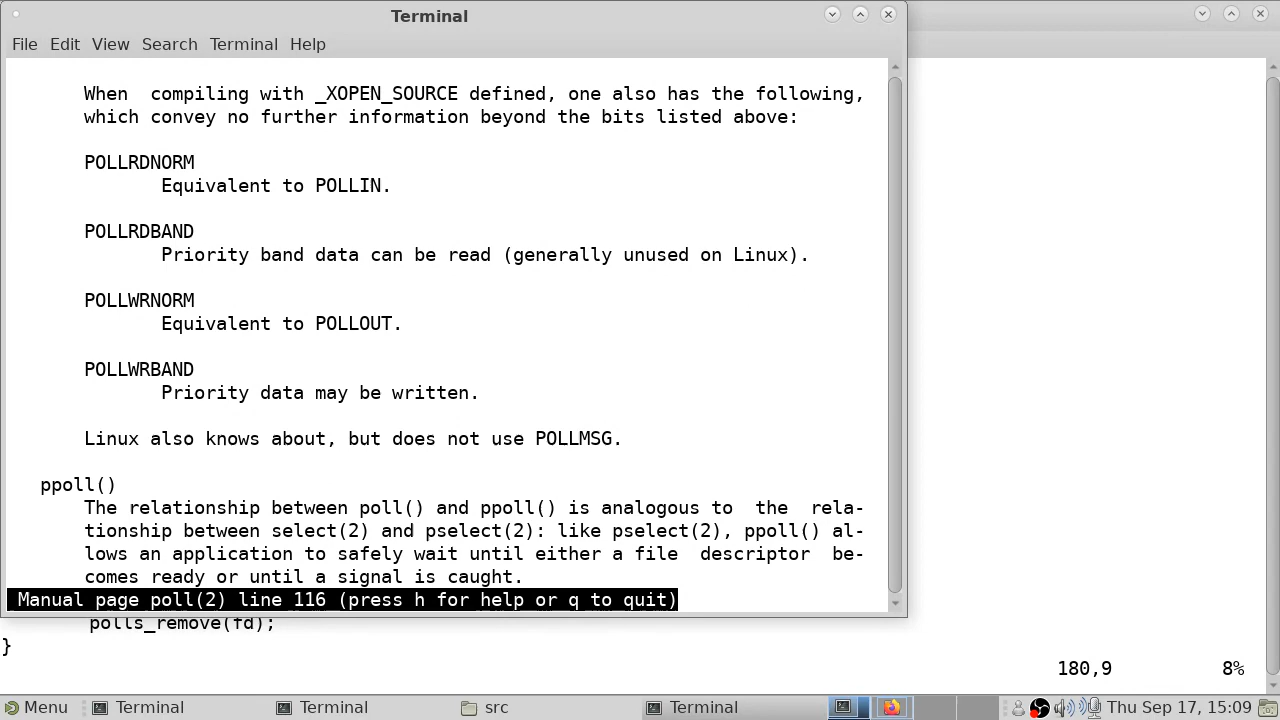 Terminal
File Edit View Search Terminal Help
When  compiling with _XOPEN_SOURCE defined, one also has the following,
which convey no further information beyond the bits listed above:
POLLRDNORM
Equivalent to POLLIN.
POLLRDBAND
Priority band data can be read (generally unused on Linux).
POLLWRNORM
Equivalent to POLLOUT.
POLLWRBAND
Priority data may be written.
Linux also knows about, but does not use POLLMSG.
ppoll()
The relationship between poll() and ppoll() is analogous to  the  rela-
tionship between select(2) and pselect(2): like pselect(2), ppoll() al-
lows an application to safely wait until either a file  descriptor  be-
comes ready or until a signal is caught.
Manual page poll(2) line 116 (press h for help or q to quit)
polls_remove(fd);
}
180,9 8%
Menu Terminal Terminal src Terminal Thu Sep 17, 15:09